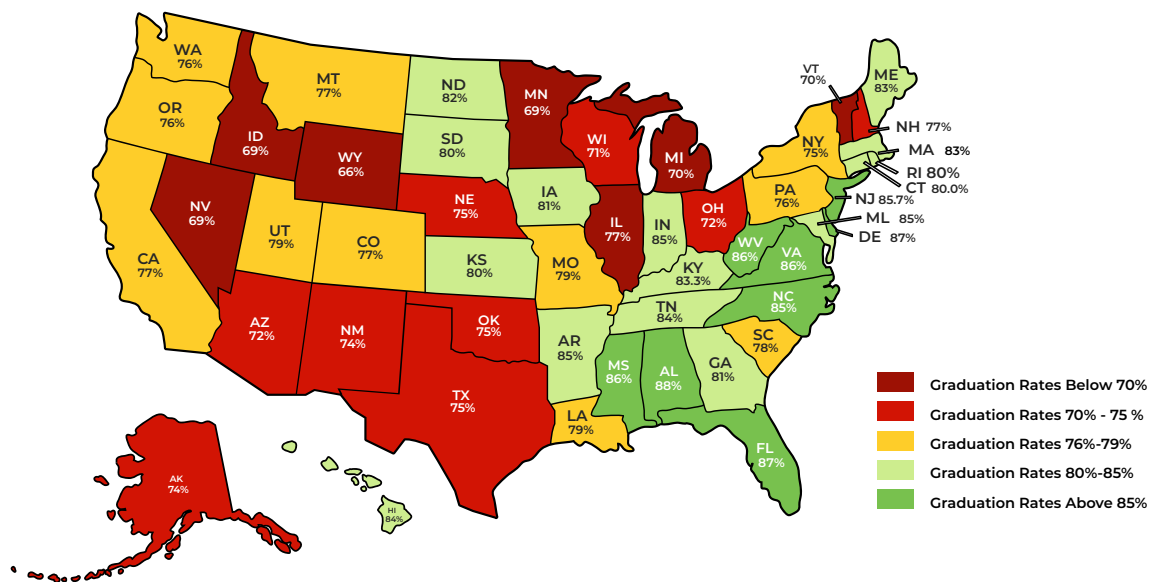 WA
76%
OR
76%
CA
77%
ID
69%
NV
69%
MT
77%
WY
66%
UT
79%
CO
77%
AZ
72%
NM
74%
ND
82%
SD
80%
NE
75%
KS
80%
OK
75%
TX
75%
MN
69%
IA
81%
MO
79%
AR
85%
LA
79%
WI
71%
IL
77%
MI
70%
IN
85%
OH
72%
KY
83.3%
TN
84%
MS
86%
AL
88%
GA
81%
FL
87%
SC
78%
NC
85%
VA
86%
WV
86%
PA
76%
NY
75%
VT
70%
ME
83%
NH 77%
MA 83%
RI 80%
CT 80.0%
NJ 85.7%
ML 85%
DE 87%
AK
74%
HI
84%
Graduation Rates Below 70%
Graduation Rates 70% - 75 %
Graduation Rates 76%-79%
Graduation Rates 80%-85%
Graduation Rates Above 85%